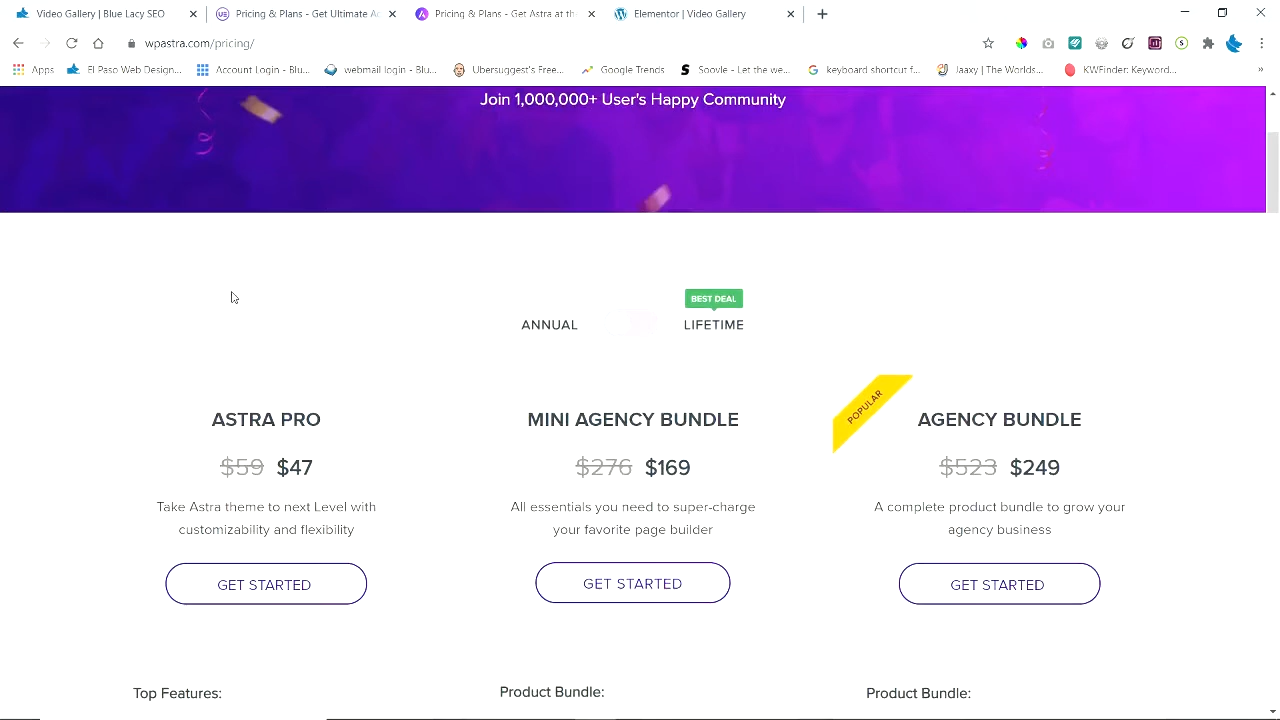 Video Gallery | Blue Lacy SEO
Pricing & Plans - Get Ultimate Ad
Pricing & Plans - Get Astra at th
Elementor | Video Gallery
wpastra.com/pricing/
Apps
El Paso Web Design...
Account Login - Blu...
webmail login - Blu...
Ubersuggest's Free...
Google Trends
Soovle - Let the we...
keyboard shortcut f...
Jaaxy | The Worlds...
KWFinder: Keyword...
Join 1,000,000+ User's Happy Community
BEST DEAL
ANNUAL
LIFETIME
POPULAR
ASTRA PRO
MINI AGENCY BUNDLE
AGENCY BUNDLE
$59 $47
$276 $169
$523 $249
Take Astra theme to next Level with
customizability and flexibility
All essentials you need to super-charge
your favorite page builder
A complete product bundle to grow your
agency business
GET STARTED
GET STARTED
GET STARTED
Top Features:
Product Bundle:
Product Bundle: